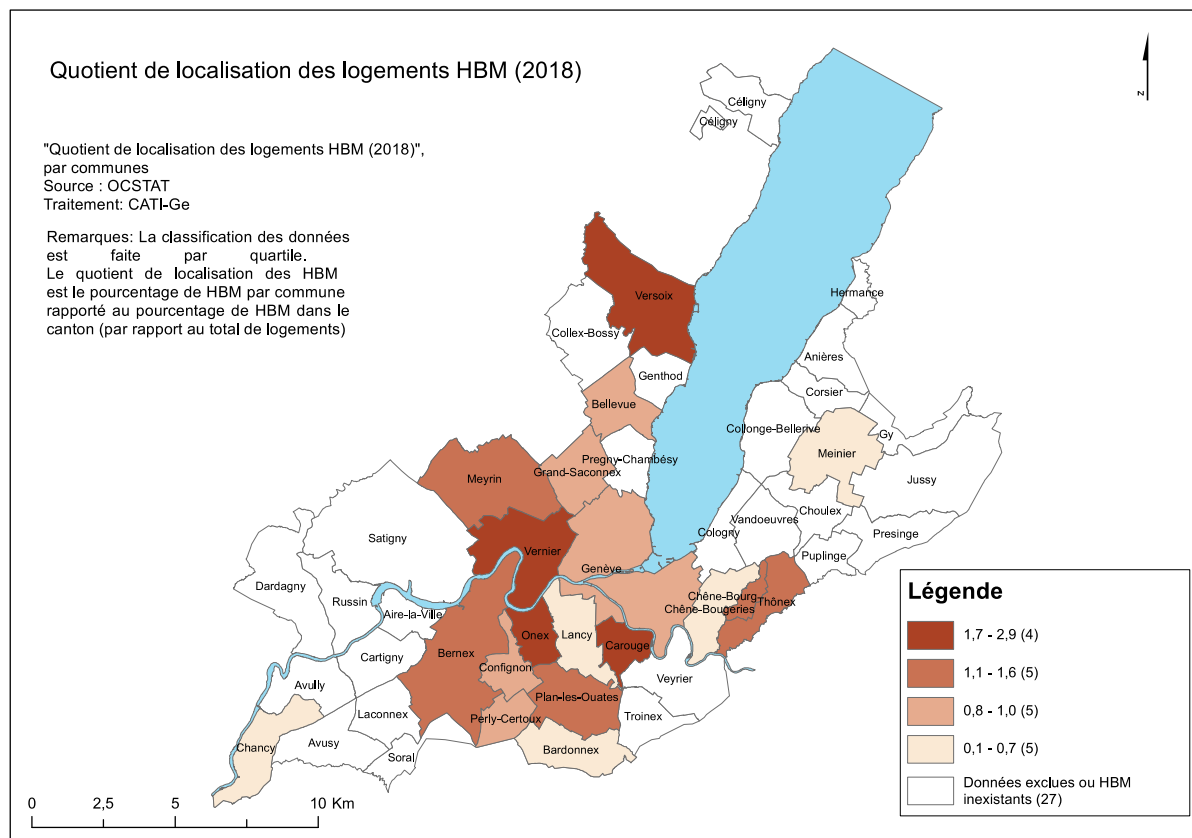 Quotient de localisation des logements HBM (2018)
"Quotient de localisation des logements HBM (2018)",
par communes
Source : OCSTAT
Traitement: CATI-Ge
Remarques: La classification des données
est faite par quartile.
Le quotient de localisation des HBM
est le pourcentage de HBM par commune
rapporté au pourcentage de HBM dans le
canton (par rapport au total de logements)
N
Céligny
Céligny
Versoix
Hermance
Collex-Bossy
Anières
Genthod
Corsier
Bellevue
Collonge-Bellerive
Gy
Meinier
Pregny-Chambésy
Grand-Saconnex
Meyrin
Jussy
Choulex
Vandoeuvres
Cologny
Presinge
Satigny
Vernier
Puplinge
Genève
Dardagny
Russin
Chêne-Bourg
Thônex
Chêne-Bougeries
Aire-la-Ville
Onex
Lancy
Carouge
Bernex
Cartigny
Confignon
Veyrier
Avully
Plan-les-Ouates
Laconnex
Perly-Certoux
Troinex
Chancy
Avusy
Soral
Bardonnex
Légende
1,7 - 2,9 (4)
1,1 - 1,6 (5)
0,8 - 1,0 (5)
0,1 - 0,7 (5)
Données exclues ou HBM
inexistants (27)
0 2,5 5 10 Km